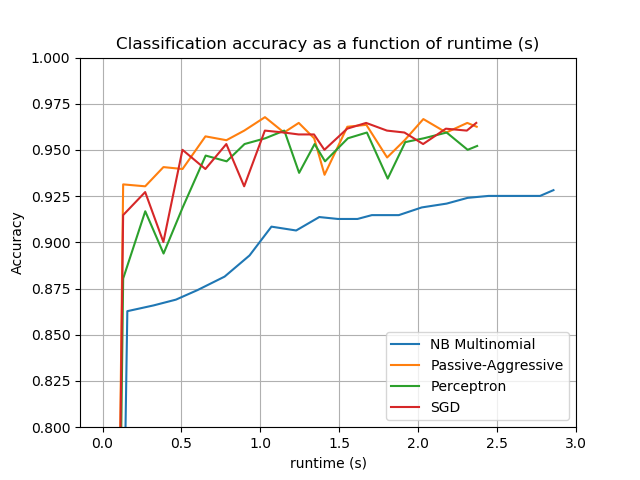 Classification accuracy as a function of runtime (s)
1.000
0.975
0.950
0.925
0.900
0.875
0.850
0.825
0.800
Accuracy
NB Multinomial
Passive-Aggressive
Perceptron
SGD
0.0 0.5 1.0 1.5 2.0 2.5 3.0
runtime (s)